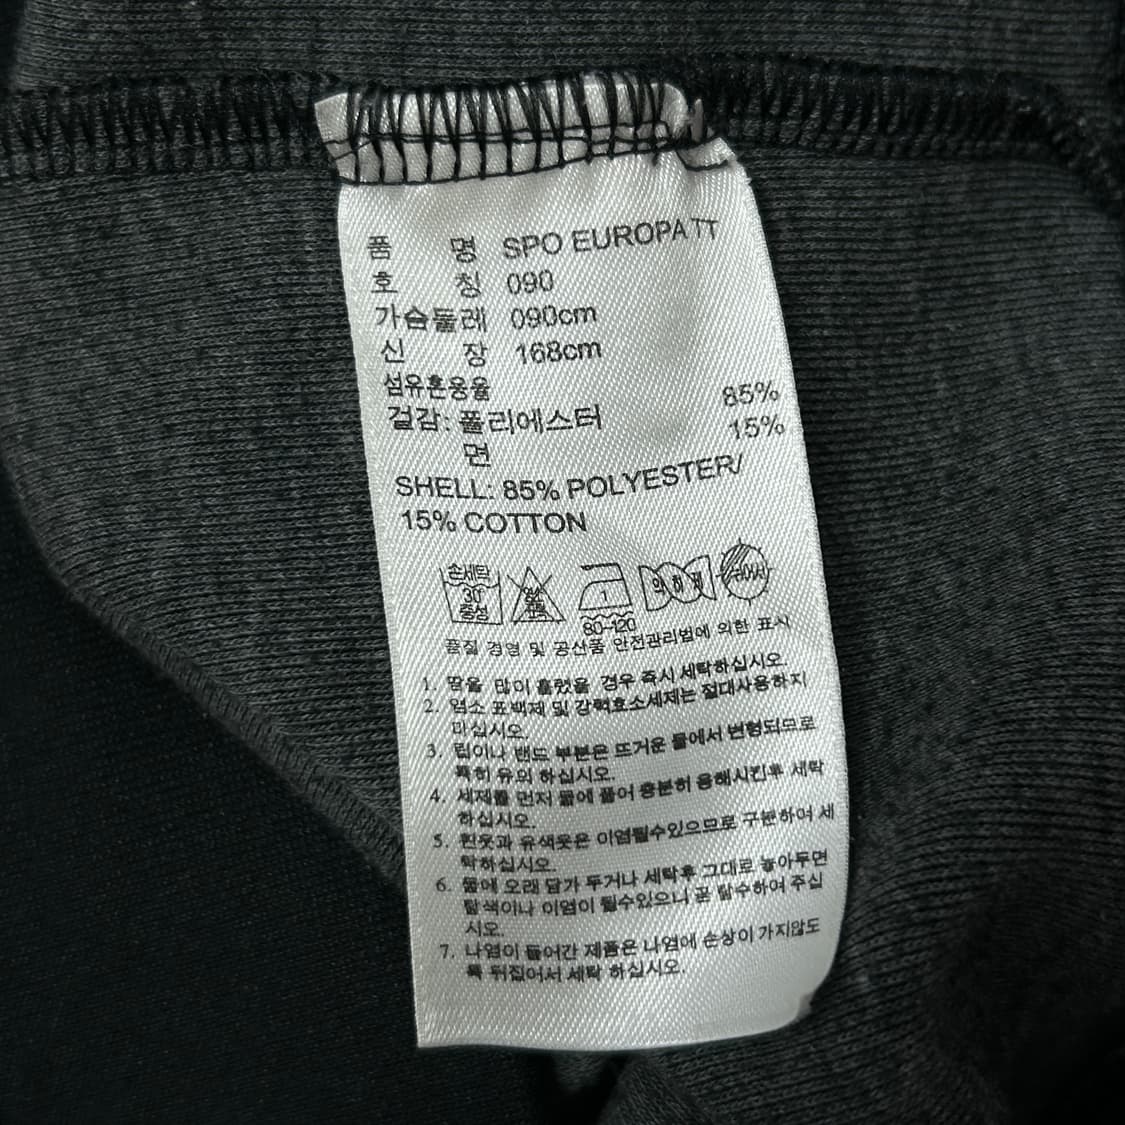 품 명 SPO EUROPA TT
호 칭 090
가슴둘레 090cm
신 장 168cm
섬유혼용율
겉감: 폴리에스터 85%
면 15%
SHELL: 85% POLYESTER/
15% COTTON
손세탁
30
중성
1
80~120
품질 경영 및 공산품 안전관리법에 의한 표시
1. 땀을 많이 흘렸을 경우 즉시 세탁하십시오.
2. 염소 표백제 및 강력효소세제는 절대사용하지
마십시오.
3. 립이나 밴드 부분은 뜨거운 물에서 변형되므로
특히 유의 하십시오.
4. 세제를 먼저 물에 풀어 충분히 용해시킨후 세탁
하십시오.
5. 흰옷과 유색옷은 이염될수있으므로 구분하여 세
탁하십시오.
6. 물에 오래 담가 두거나 세탁후 그대로 놓아두면
탈색이나 이염이 될수있으니 곧 탈수하여 주십
시오.
7. 나염이 들어간 제품은 나염에 손상이 가지않도
록 뒤집어서 세탁 하십시오.